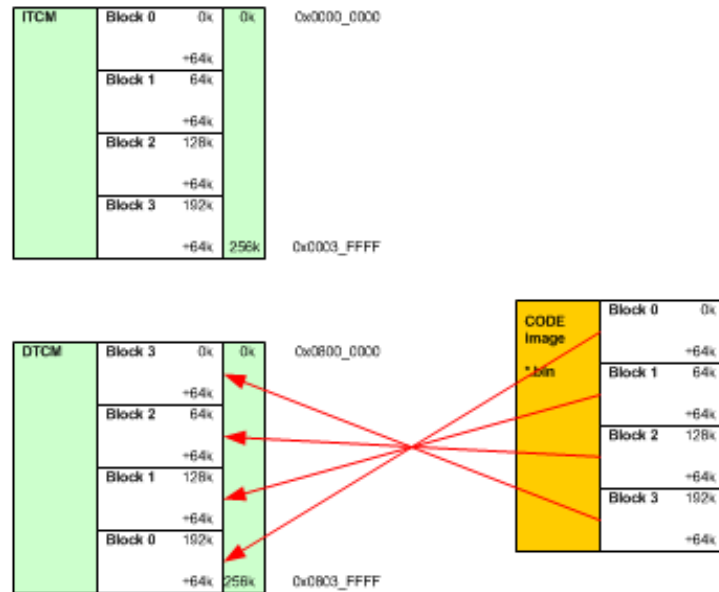 ITCM Block 0 0k 0k 0x0000_0000
+64k
Block 1 64k
+64k
Block 2 128k
+64k
Block 3 192k
+64k 256k 0x0003_FFFF
CODE Image *.bin
Block 0 0k
+64k
Block 1 64k
+64k
Block 2 128k
+64k
Block 3 192k
+64k
DTCM Block 3 0k 0k 0x0800_0000
+64k
Block 2 64k
+64k
Block 1 128k
+64k
Block 0 192k
+64k 256k 0x0803_FFFF